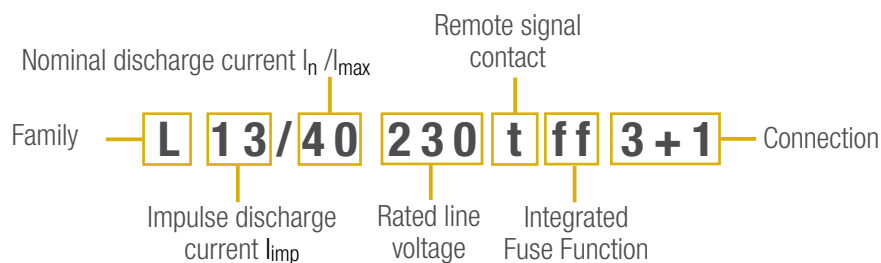 Remote signal
contact
Nominal discharge current In /Imax
Family
L 13/40 230 t ff 3+1
Connection
Impulse discharge
current Iimp
Rated line
voltage
Integrated
Fuse Function